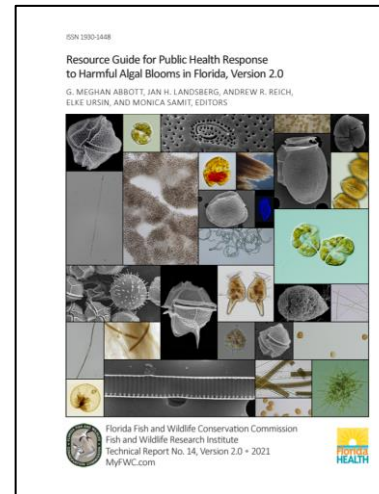 ISSN 1930-1448
Resource Guide for Public Health Response
to Harmful Algal Blooms in Florida, Version 2.0
G. MEGHAN ABBOTT, JAN H. LANDSBERG, ANDREW R. REICH,
ELKE URSIN, AND MONICA SAMIT, EDITORS
Florida Fish and Wildlife Conservation Commission
Fish and Wildlife Research Institute
Technical Report No. 14, Version 2.0 • 2021
MyFWC.com
Florida
HEALTH